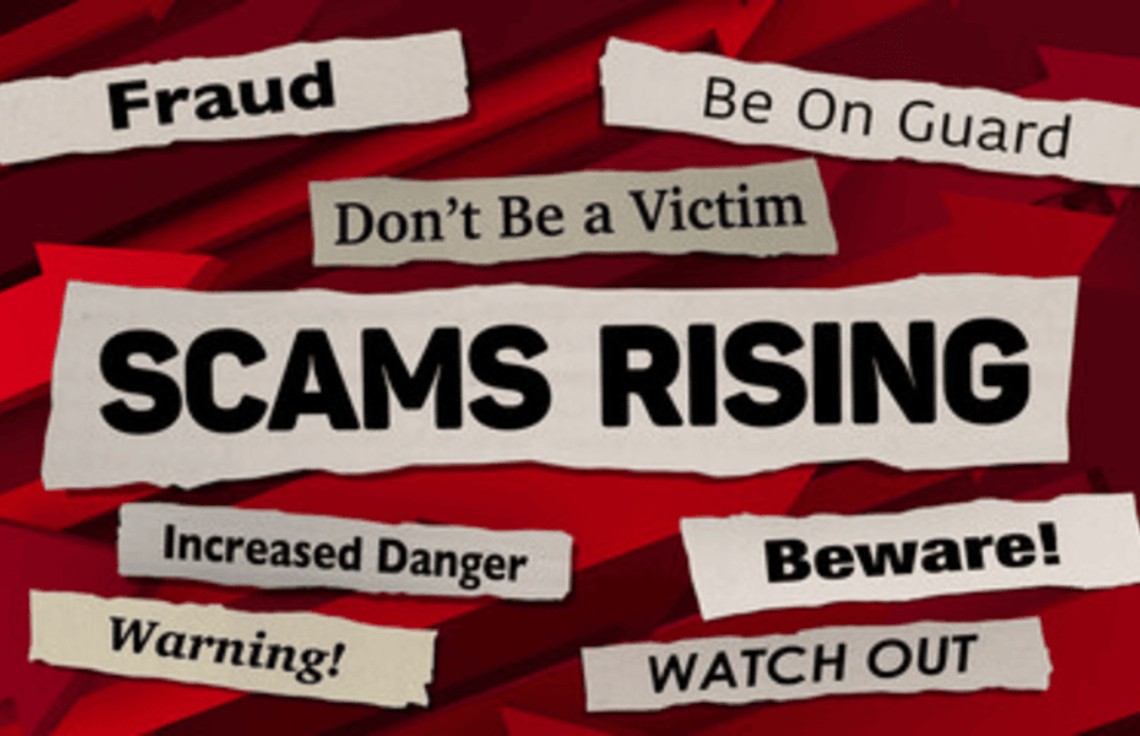 Fraud
Be On Guard
Don’t Be a Victim
SCAMS RISING
Increased Danger
Beware!
Warning!
WATCH OUT